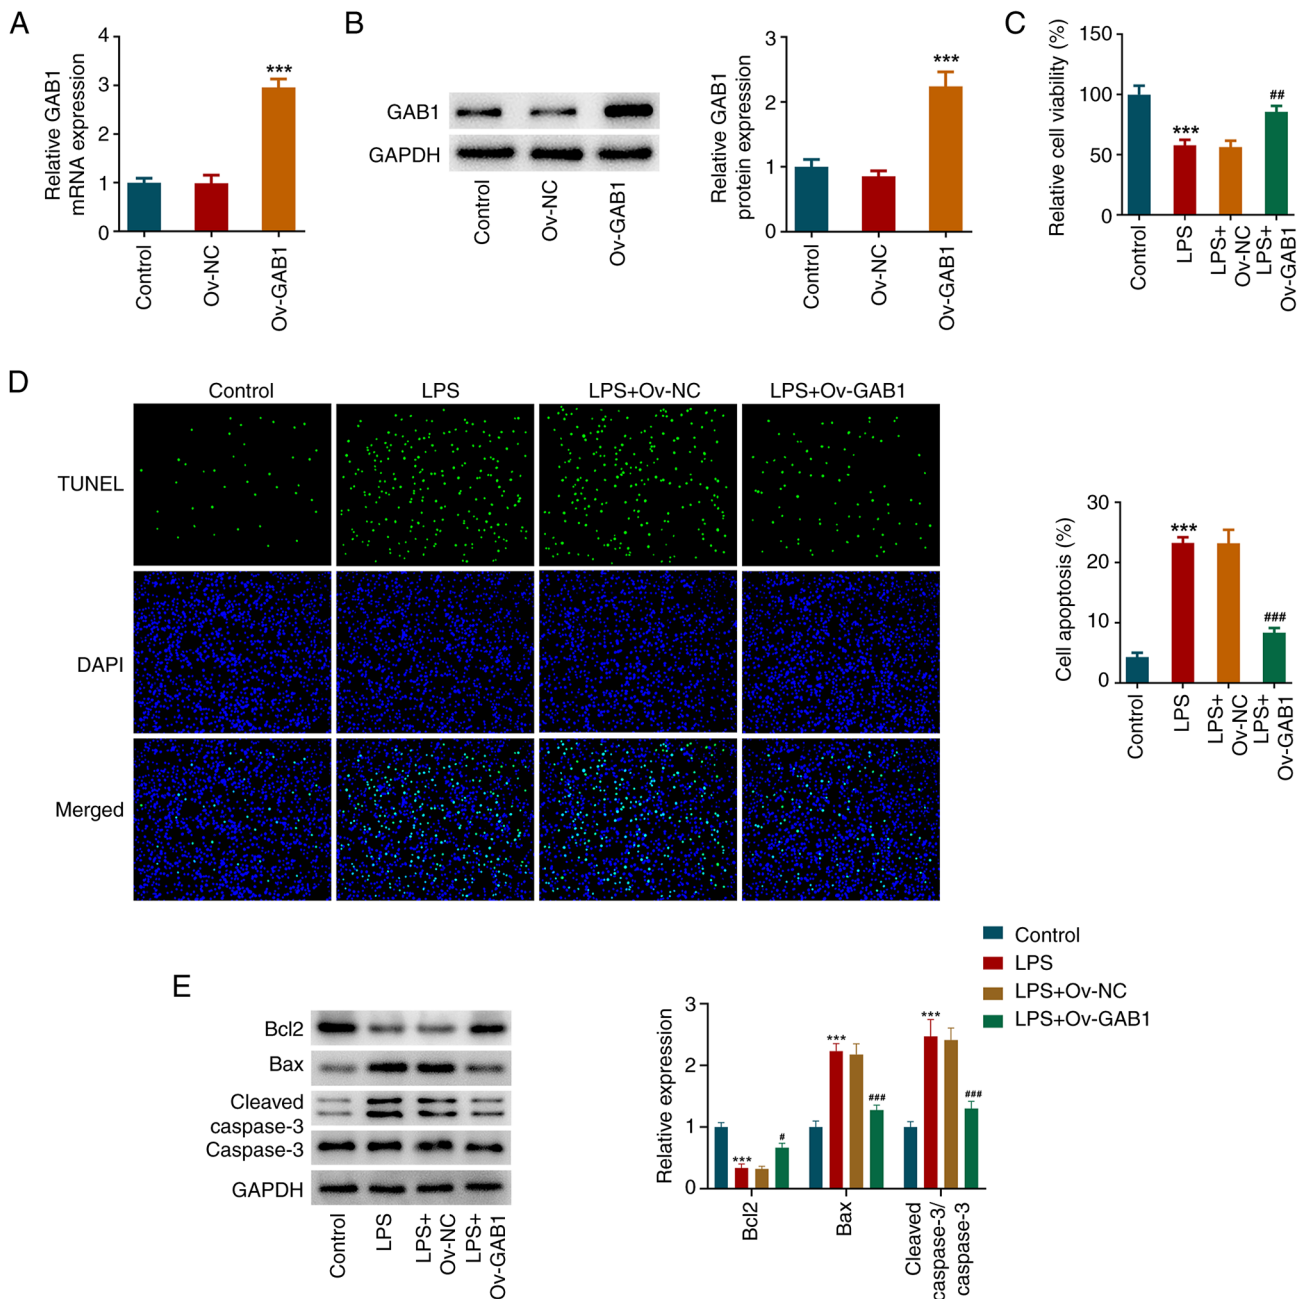 A
Relative GAB1
mRNA expression
4
3
2
1
0
***
Control
Ov-NC
Ov-GAB1
B
GAB1
GAPDH
Control
Ov-NC
Ov-GAB1
Relative GAB1
protein expression
3
2
1
0
***
Control
Ov-NC
Ov-GAB1
C
Relative cell viability (%)
150
100
50
0
***
##
Control
LPS
LPS+
Ov-NC
LPS+
Ov-GAB1
D
Control
LPS
LPS+Ov-NC
LPS+Ov-GAB1
TUNEL
DAPI
Merged
Cell apoptosis (%)
30
20
10
0
***
###
Control
LPS
LPS+
Ov-NC
LPS+
Ov-GAB1
E
Bcl2
Bax
Cleaved
caspase-3
Caspase-3
GAPDH
Control
LPS
LPS+
Ov-NC
LPS+
Ov-GAB1
Control
LPS
LPS+Ov-NC
LPS+Ov-GAB1
Relative expression
3
2
1
0
***
#
***
###
***
###
Bcl2
Bax
Cleaved
caspase-3/
caspase-3